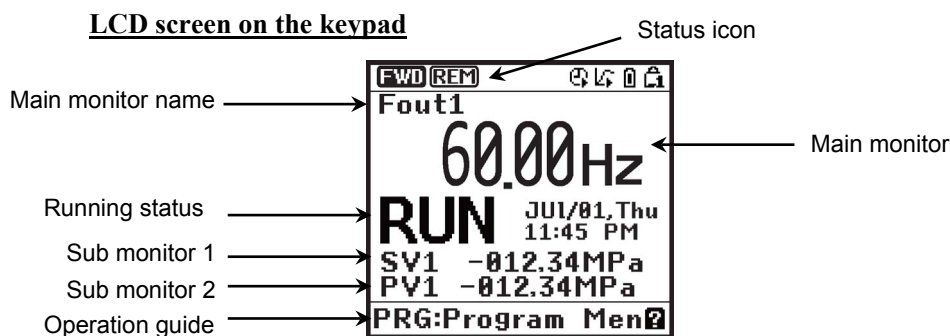 LCD screen on the keypad
Status icon
FWD REM
Main monitor name
Fout1
60.00Hz
Main monitor
Running status
RUN
JUl/01,Thu
11:45 PM
Sub monitor 1
SV1 -012.34MPa
Sub monitor 2
PV1 -012.34MPa
Operation guide
PRG:Program Men?